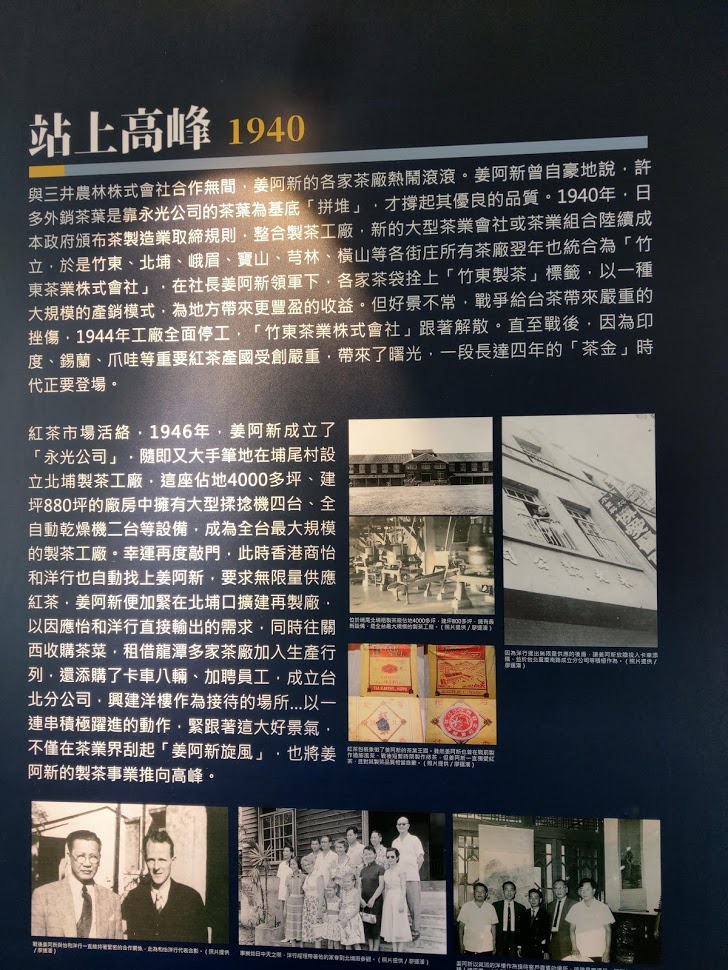 站上高峰 1940
與三井農林株式會社合作無間，姜阿新的各家茶廠熱鬧滾滾。姜阿新曾自豪地說，許
多外銷茶葉是靠永光公司的茶葉為基底「拼堆」，才撐起其優良的品質。1940年，日
本政府頒布茶製造業取締規則，整合製茶工廠，新的大型茶業會社或茶業組合陸續成
立，於是竹東、北埔、峨眉、寶山、芎林、橫山等各街庄所有茶廠翌年也統合為「竹
東茶業株式會社」，在社長姜阿新領軍下，各家茶袋拴上「竹東製茶」標籤，以一種
大規模的產銷模式，為地方帶來更豐盈的收益。但好景不常，戰爭給台茶帶來嚴重的
挫傷，1944年工廠全面停工，「竹東茶業株式會社」跟著解散。直至戰後，因為印
度、錫蘭、爪哇等重要紅茶產國受創嚴重，帶來了曙光，一段長達四年的「茶金」時
代正要登場。
紅茶市場活絡，1946年，姜阿新成立了
「永光公司」，隨即又大手筆地在埔尾村設
立北埔製茶工廠，這座佔地4000多坪、建
坪880坪的廠房中擁有大型揉捻機四台、全
自動乾燥機二台等設備，成為全台最大規模
的製茶工廠。幸運再度敲門，此時香港商怡
和洋行也自動找上姜阿新，要求無限量供應
紅茶，姜阿新便加緊在北埔口擴建再製廠，
以因應怡和洋行直接輸出的需求，同時往關
西收購茶菜，租借龍潭多家茶廠加入生產行
列，還添購了卡車八輛、加聘員工，成立台
北分公司，興建洋樓作為接待的場所...以一
連串積極躍進的動作，緊跟著這大好景氣，
不僅在茶業界刮起「姜阿新旋風」，也將姜
阿新的製茶事業推向高峰。